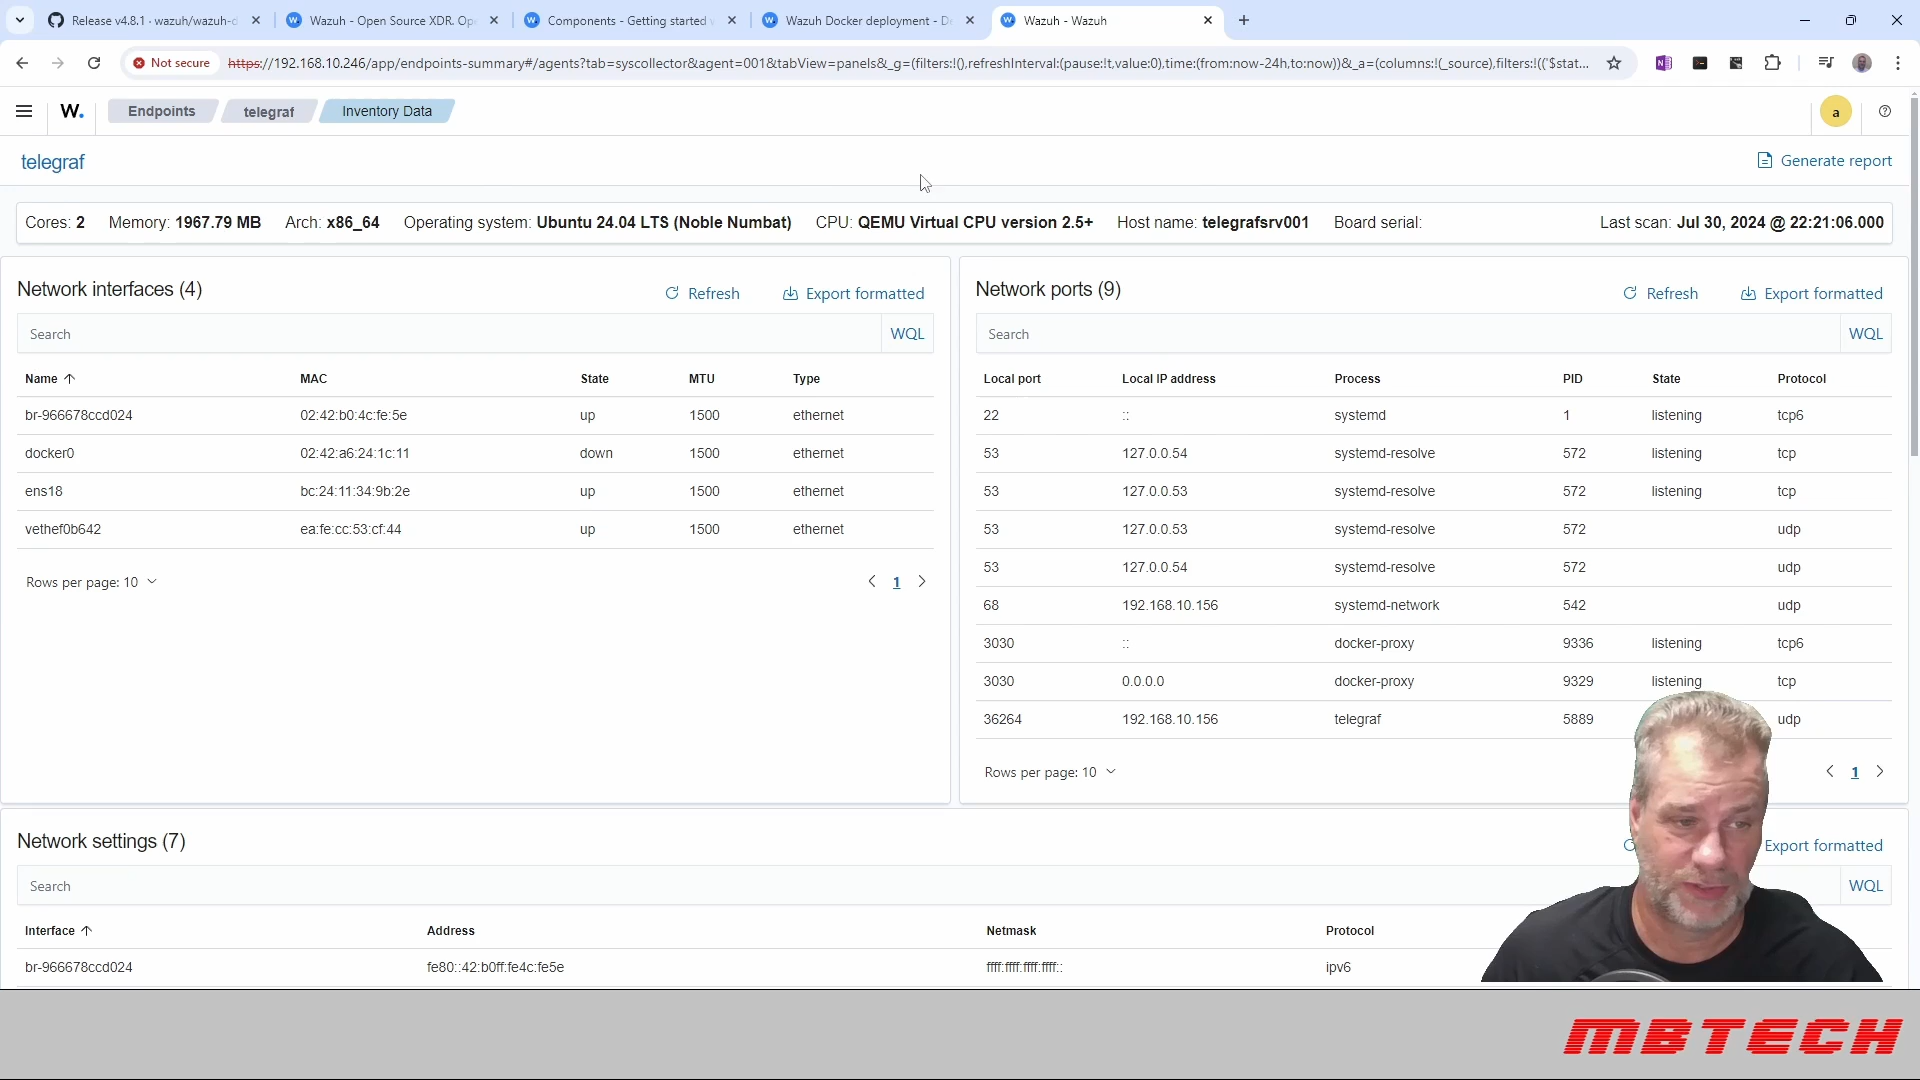 Release v4.8.1 · wazuh/wazuh-d
Wazuh - Open Source XDR. Op
Components - Getting started
Wazuh Docker deployment - D
Wazuh - Wazuh
Not secure
https://192.168.10.246/app/endpoints-summary#/agents?tab=syscollector&agent=001&tabView=panels&_g=(filters:!(),refreshInterval:(pause:!t,value:0),time:(from:now-24h,to:now))&_a=(columns:!(_source),filters:!(('$stat...
W.
Endpoints
telegraf
Inventory Data
a
telegraf
Generate report
Cores: 2 Memory: 1967.79 MB Arch: x86_64 Operating system: Ubuntu 24.04 LTS (Noble Numbat) CPU: QEMU Virtual CPU version 2.5+ Host name: telegrafsrv001 Board serial: Last scan: Jul 30, 2024 @ 22:21:06.000
Network interfaces (4)
Refresh
Export formatted
Search
WQL
Name MAC State MTU Type
br-966678ccd024 02:42:b0:4c:fe:5e up 1500 ethernet
docker0 02:42:a6:24:1c:11 down 1500 ethernet
ens18 bc:24:11:34:9b:2e up 1500 ethernet
vethef0b642 ea:fe:cc:53:cf:44 up 1500 ethernet
Rows per page: 10
1
Network ports (9)
Refresh
Export formatted
Search
WQL
Local port Local IP address Process PID State Protocol
22 :: systemd 1 listening tcp6
53 127.0.0.54 systemd-resolve 572 listening tcp
53 127.0.0.53 systemd-resolve 572 listening tcp
53 127.0.0.53 systemd-resolve 572 udp
53 127.0.0.54 systemd-resolve 572 udp
68 192.168.10.156 systemd-network 542 udp
3030 :: docker-proxy 9336 listening tcp6
3030 0.0.0.0 docker-proxy 9329 listening tcp
36264 192.168.10.156 telegraf 5889 udp
Rows per page: 10
1
Network settings (7)
Export formatted
Search
WQL
Interface Address Netmask Protocol
br-966678ccd024 fe80::42:b0ff:fe4c:fe5e ffff:ffff:ffff:ffff:: ipv6
MBTECH